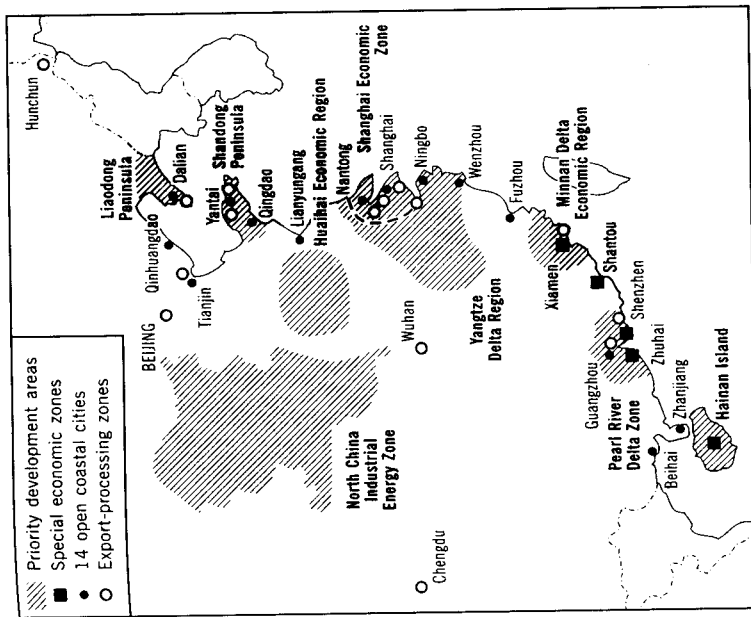 Priority development areas
Special economic zones
14 open coastal cities
Export-processing zones
Hunchun
Liaodong
Peninsula
Dalian
Qinhuangdao
BEIJING
Tianjin
Yantai
Shandong
Peninsula
Qingdao
Lianyungang
Huaihai Economic Region
North China
Industrial
Energy Zone
Nantong
Shanghai Economic
Zone
Shanghai
Ningbo
Wuhan
Chengdu
Yangtze
Delta Region
Wenzhou
Fuzhou
Minnan Delta
Economic Region
Xiamen
Shantou
Shenzhen
Guangzhou
Zhuhai
Pearl River
Delta Zone
Zhanjiang
Beihai
Hainan Island